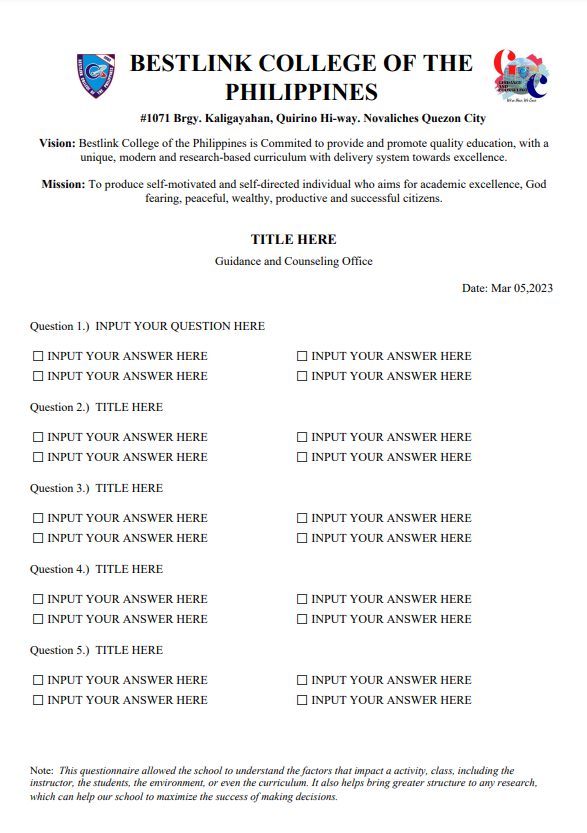 BESTLINK COLLEGE OF THE
PHILIPPINES
#1071 Brgy. Kaligayahan, Quirino Hi-way. Novaliches Quezon City
Vision: Bestlink College of the Philippines is Commited to provide and promote quality education, with a
unique, modern and research-based curriculum with delivery system towards excellence.
Mission: To produce self-motivated and self-directed individual who aims for academic excellence, God
fearing, peaceful, wealthy, productive and successful citizens.
TITLE HERE
Guidance and Counseling Office
Date: Mar 05,2023
Question 1.) INPUT YOUR QUESTION HERE
☐ INPUT YOUR ANSWER HERE ☐ INPUT YOUR ANSWER HERE
☐ INPUT YOUR ANSWER HERE ☐ INPUT YOUR ANSWER HERE
Question 2.) TITLE HERE
☐ INPUT YOUR ANSWER HERE ☐ INPUT YOUR ANSWER HERE
☐ INPUT YOUR ANSWER HERE ☐ INPUT YOUR ANSWER HERE
Question 3.) TITLE HERE
☐ INPUT YOUR ANSWER HERE ☐ INPUT YOUR ANSWER HERE
☐ INPUT YOUR ANSWER HERE ☐ INPUT YOUR ANSWER HERE
Question 4.) TITLE HERE
☐ INPUT YOUR ANSWER HERE ☐ INPUT YOUR ANSWER HERE
☐ INPUT YOUR ANSWER HERE ☐ INPUT YOUR ANSWER HERE
Question 5.) TITLE HERE
☐ INPUT YOUR ANSWER HERE ☐ INPUT YOUR ANSWER HERE
☐ INPUT YOUR ANSWER HERE ☐ INPUT YOUR ANSWER HERE
Note: This questionnaire allowed the school to understand the factors that impact a activity, class, including the
instructor, the students, the environment, or even the curriculum. It also helps bring greater structure to any research,
which can help our school to maximize the success of making decisions.